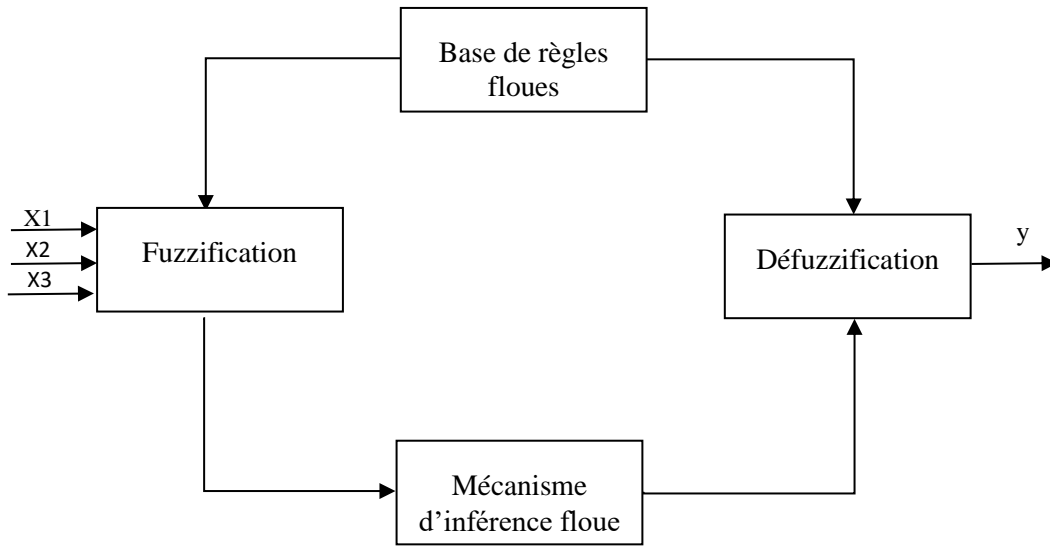 Base de règles
floues
X1
X2
X3
Fuzzification
Défuzzification
y
Mécanisme
d’inférence floue